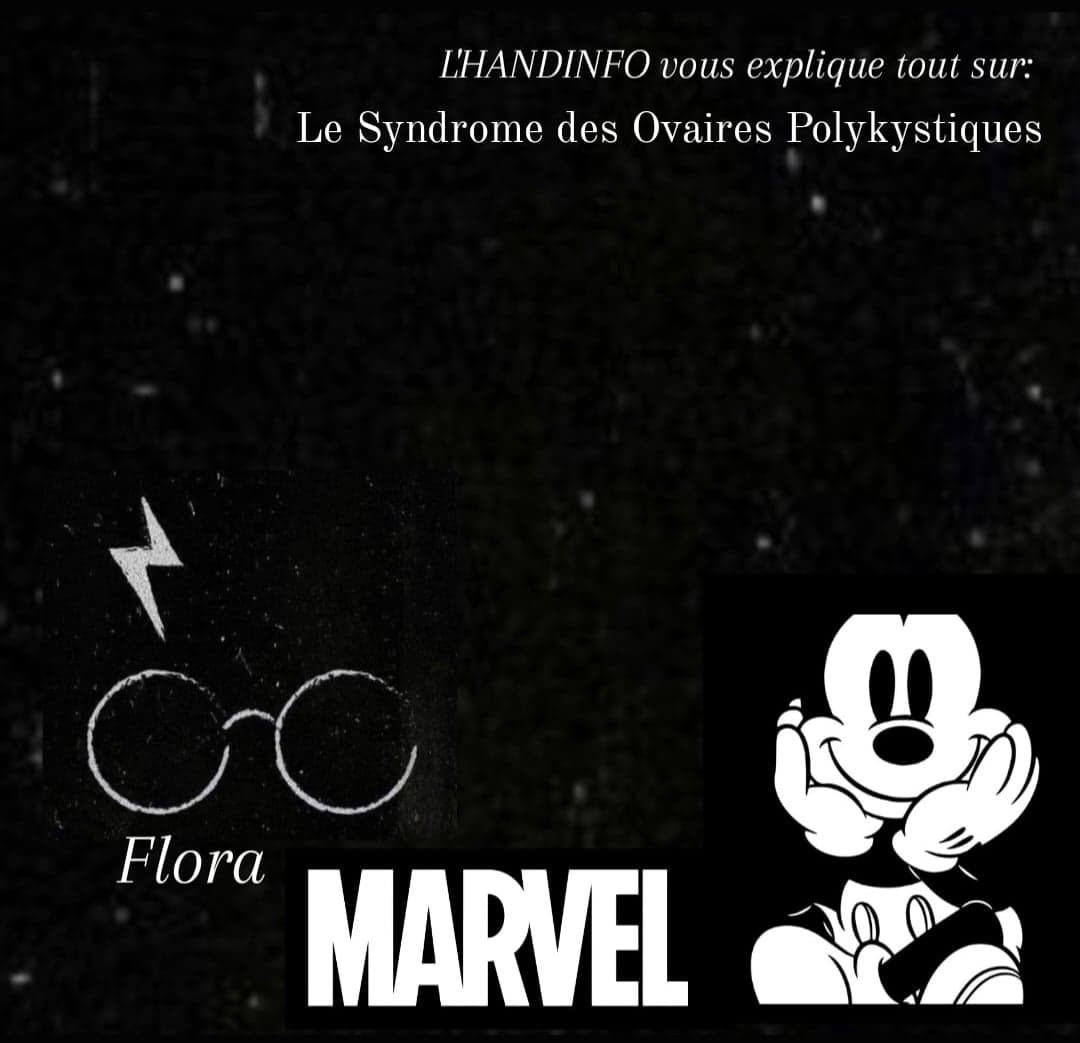 L'HANDINFO vous explique tout sur:
Le Syndrome des Ovaires Polykystiques
Flora
MARVEL